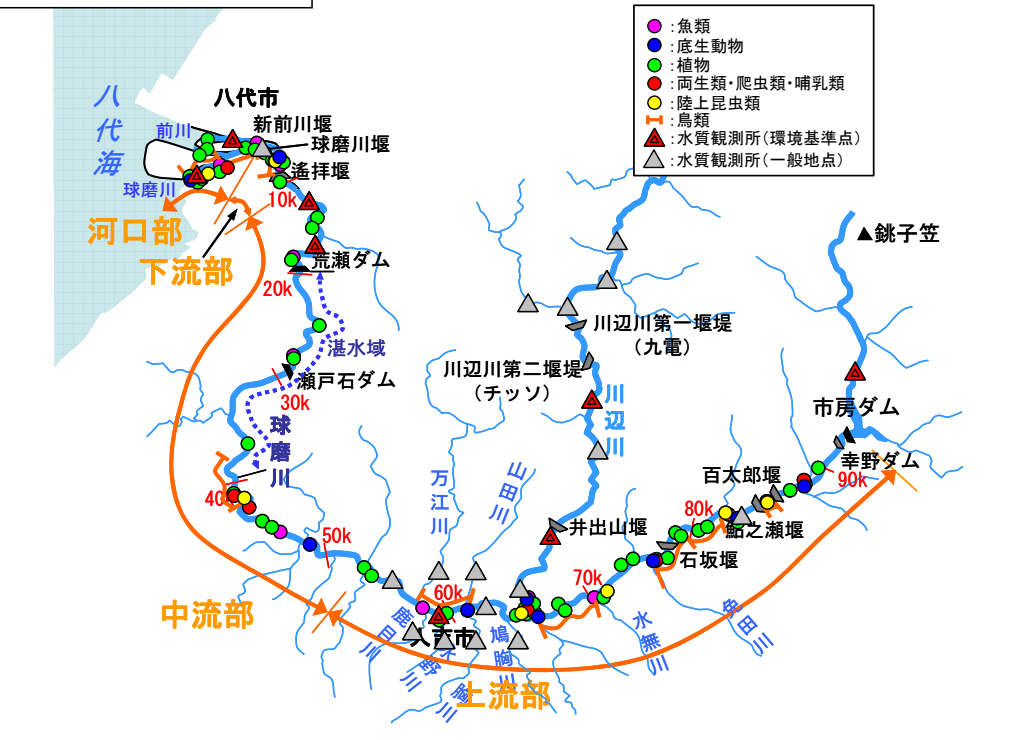 ：魚類
：底生動物
：植物
：両生類・爬虫類・哺乳類
：陸上昆虫類
：鳥類
：水質観測所（環境基準点）
：水質観測所（一般地点）
八代海
八代市
前川
新前川堰
球磨川堰
遙拝堰
球磨川
10k
河口部
下流部
荒瀬ダム
20k
湛水域
瀬戸石ダム
30k
球磨川
40
50k
中流部
銚子笠
川辺川第一堰堤
（九電）
川辺川第二堰堤
（チッソ）
川辺川
市房ダム
幸野ダム
90k
百太郎堰
80k
鮎之瀬堰
石坂堰
井出山堰
万江川
山田川
60k
70k
人吉市
鹿目川
鳩胸川
水無川
免田川
上流部